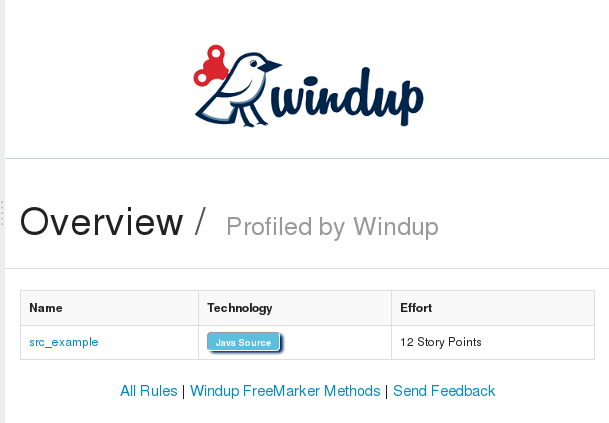 windup
Overview / Profiled by Windup
Name Technology Effort
src_example Java Source 12 Story Points
All Rules | Windup FreeMarker Methods | Send Feedback